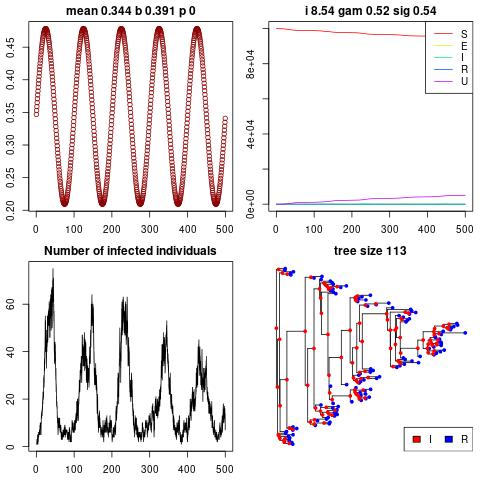 mean 0.344 b 0.391 p 0
0.45
0.40
0.35
0.30
0.25
0.20
0 100 200 300 400 500
i 8.54 gam 0.52 sig 0.54
8e+04
4e+04
0e+00
0 100 200 300 400 500
S
E
I
R
U
Number of infected individuals
60
40
20
0
0 100 200 300 400 500
tree size 113
I R